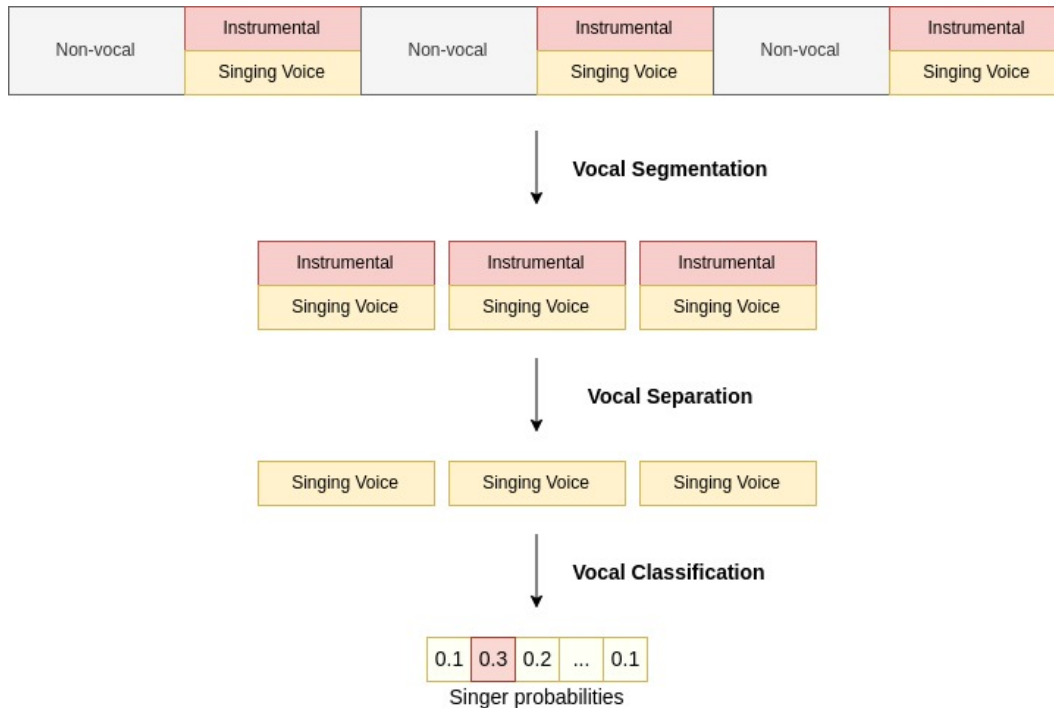 Non-vocal
Instrumental
Singing Voice
Non-vocal
Instrumental
Singing Voice
Non-vocal
Instrumental
Singing Voice
Vocal Segmentation
Instrumental Instrumental Instrumental
Singing Voice Singing Voice Singing Voice
Vocal Separation
Singing Voice Singing Voice Singing Voice
Vocal Classification
0.1 0.3 0.2 ... 0.1
Singer probabilities